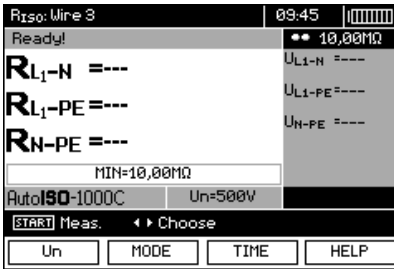 RISO: Wire 3 09:45
Ready! •• 10,00MΩ
RL1-N =---
RL1-PE=---
RN-PE =---
UL1-N =---
UL1-PE=---
UN-PE =---
MIN=10,00MΩ
AutoISO-1000C Un=500V
START Meas. ◂ ▸ Choose
Un MODE TIME HELP